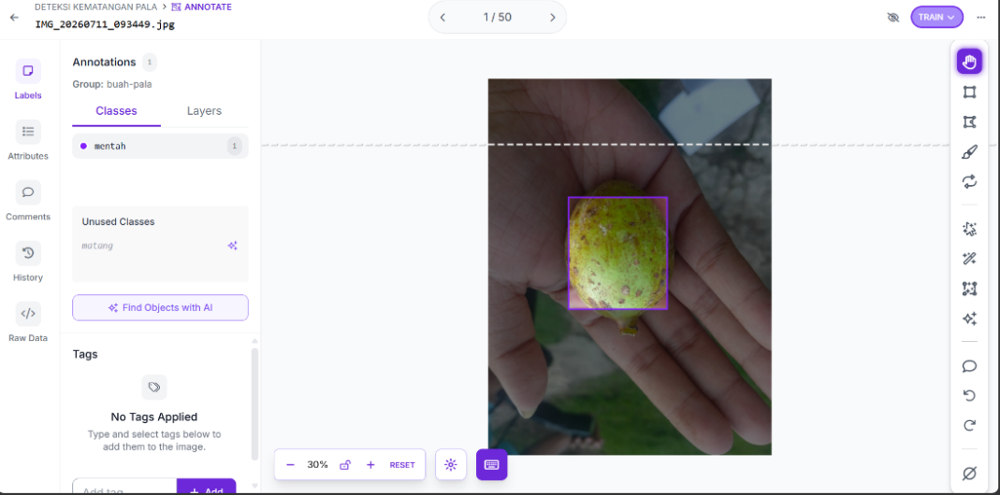 DETEKSI KEMATANGAN PALA > ANNOTATE
IMG_20260711_093449.jpg
1 / 50
TRAIN
Labels
Attributes
Comments
History
Raw Data
Annotations 1
Group: buah-pala
Classes
Layers
mentah 1
Unused Classes
matang
Find Objects with AI
Tags
No Tags Applied
Type and select tags below to
add them to the image.
Add tag
+ Add
30%
RESET